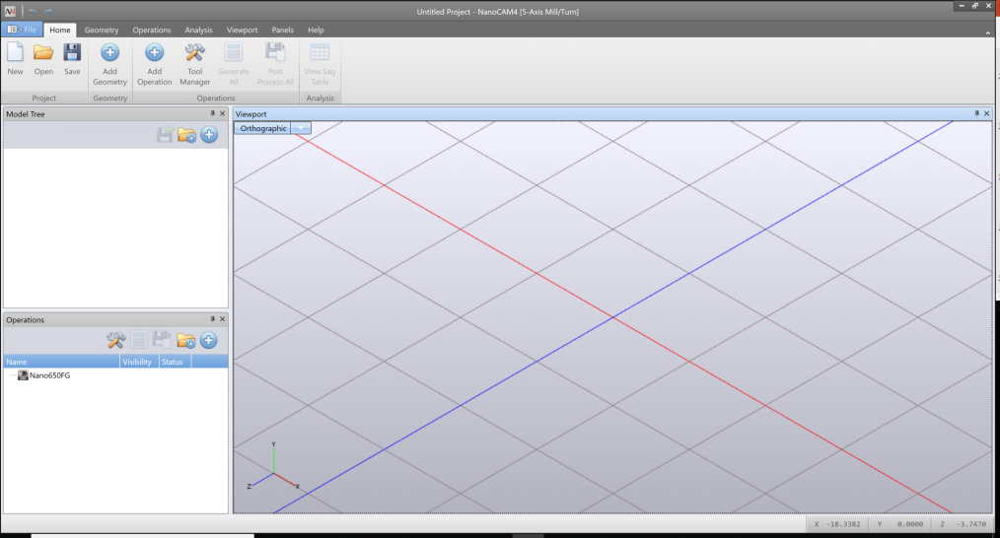 Untitled Project - NanoCAM4 [5-Axis Mill/Turn]
File Home Geometry Operations Analysis Viewport Panels Help
New Open Save Add Geometry Add Operation Tool Manager Generate All Post Process All View Sag Table
Project Geometry Operations Analysis
Model Tree
Viewport
Orthographic
Operations
Name Visibility Status
Nano650FG
Y
Z X
X -18.3382 Y 0.0000 Z -3.7470